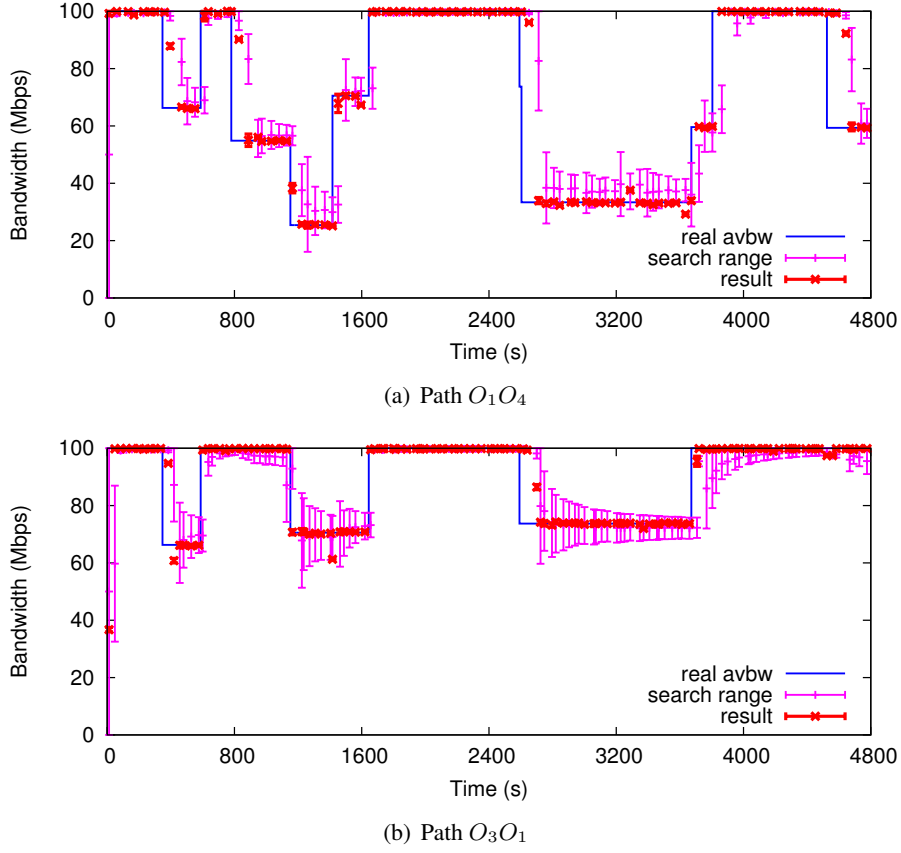 100
80
60
40
20
0
Bandwidth (Mbps)
real avbw
search range
result
0 800 1600 2400 3200 4000 4800
Time (s)
(a) Path O₁O₄
100
80
60
40
20
0
Bandwidth (Mbps)
real avbw
search range
result
0 800 1600 2400 3200 4000 4800
Time (s)
(b) Path O₃O₁